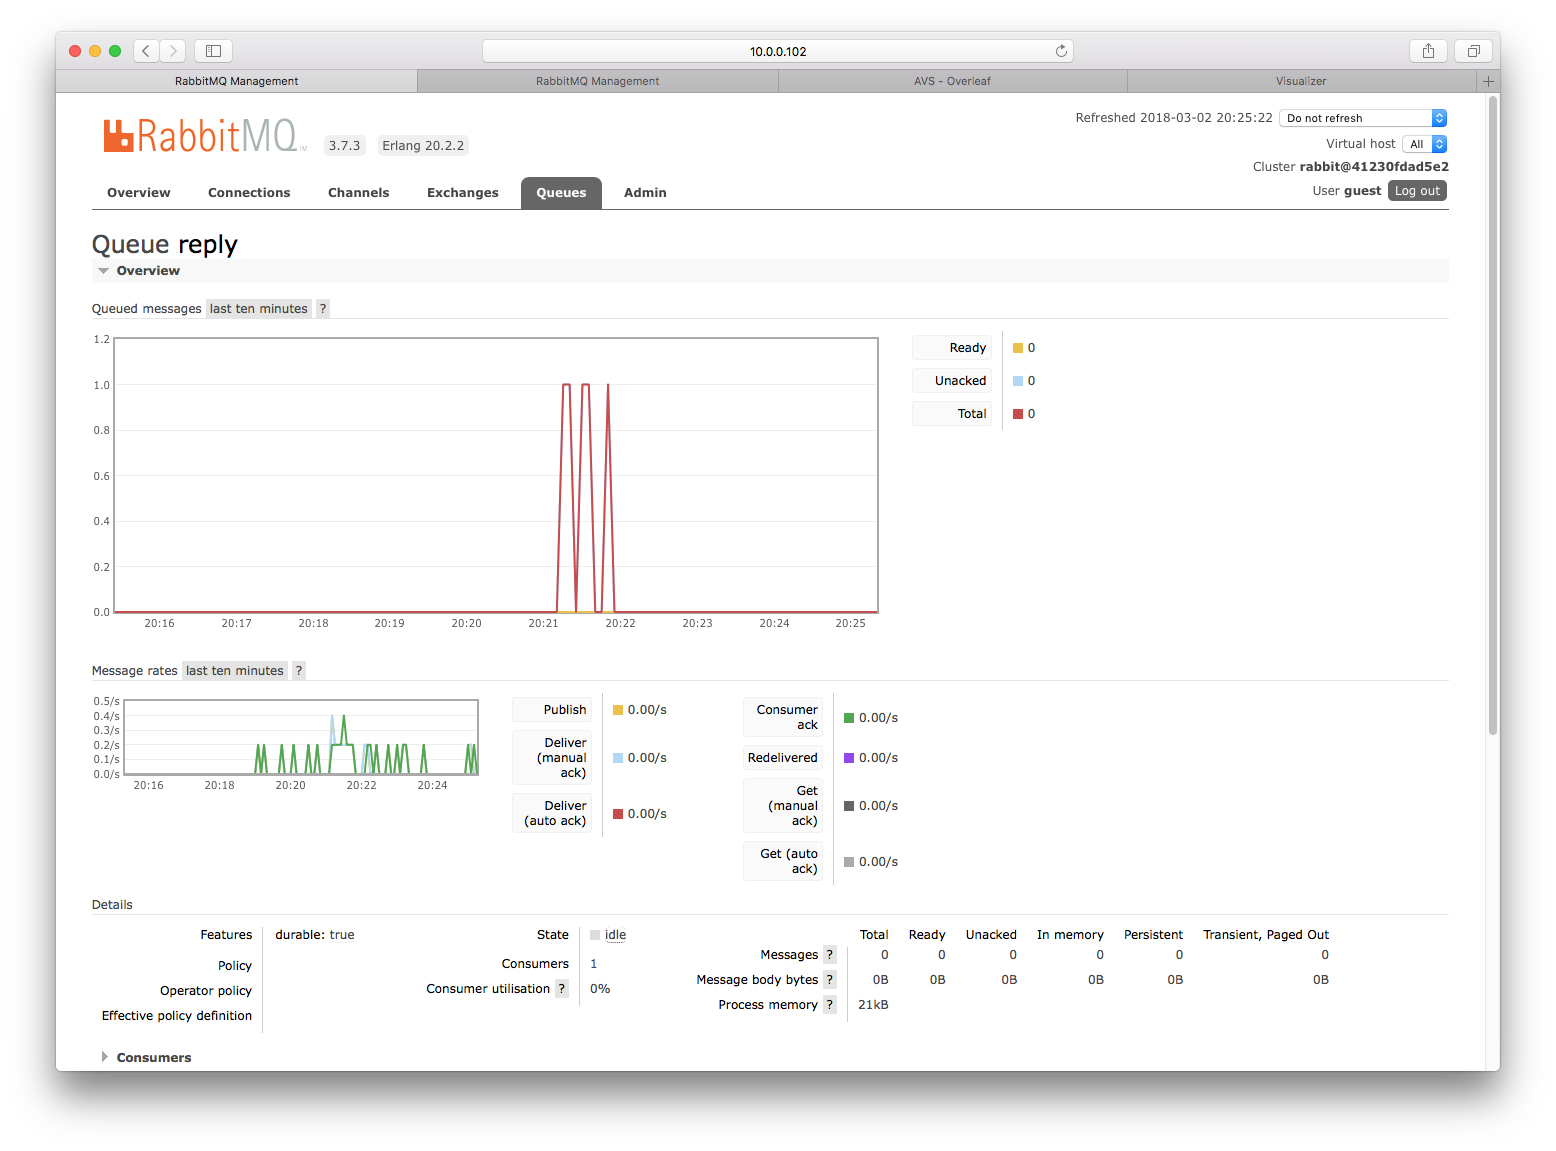 10.0.0.102
RabbitMQ Management
RabbitMQ Management
AVS - Overleaf
Visualizer
RabbitMQ 3.7.3 Erlang 20.2.2
Refreshed 2018-03-02 20:25:22 Do not refresh
Virtual host All
Cluster rabbit@41230fdad5e2
User guest Log out
Overview Connections Channels Exchanges Queues Admin
Queue reply
Overview
Queued messages last ten minutes ?
1.2
1.0
0.8
0.6
0.4
0.2
0.0
20:16 20:17 20:18 20:19 20:20 20:21 20:22 20:23 20:24 20:25
Ready 0
Unacked 0
Total 0
Message rates last ten minutes ?
0.5/s
0.4/s
0.3/s
0.2/s
0.1/s
0.0/s
20:16 20:18 20:20 20:22 20:24
Publish 0.00/s
Deliver
(manual 0.00/s
ack)
Deliver
(auto ack) 0.00/s
Consumer
ack 0.00/s
Redelivered 0.00/s
Get
(manual 0.00/s
ack)
Get (auto
ack) 0.00/s
Details
Features durable: true
Policy
Operator policy
Effective policy definition
State idle
Consumers 1
Consumer utilisation ? 0%
Total Ready Unacked In memory Persistent Transient, Paged Out
Messages ? 0 0 0 0 0 0
Message body bytes ? 0B 0B 0B 0B 0B 0B
Process memory ? 21kB
Consumers